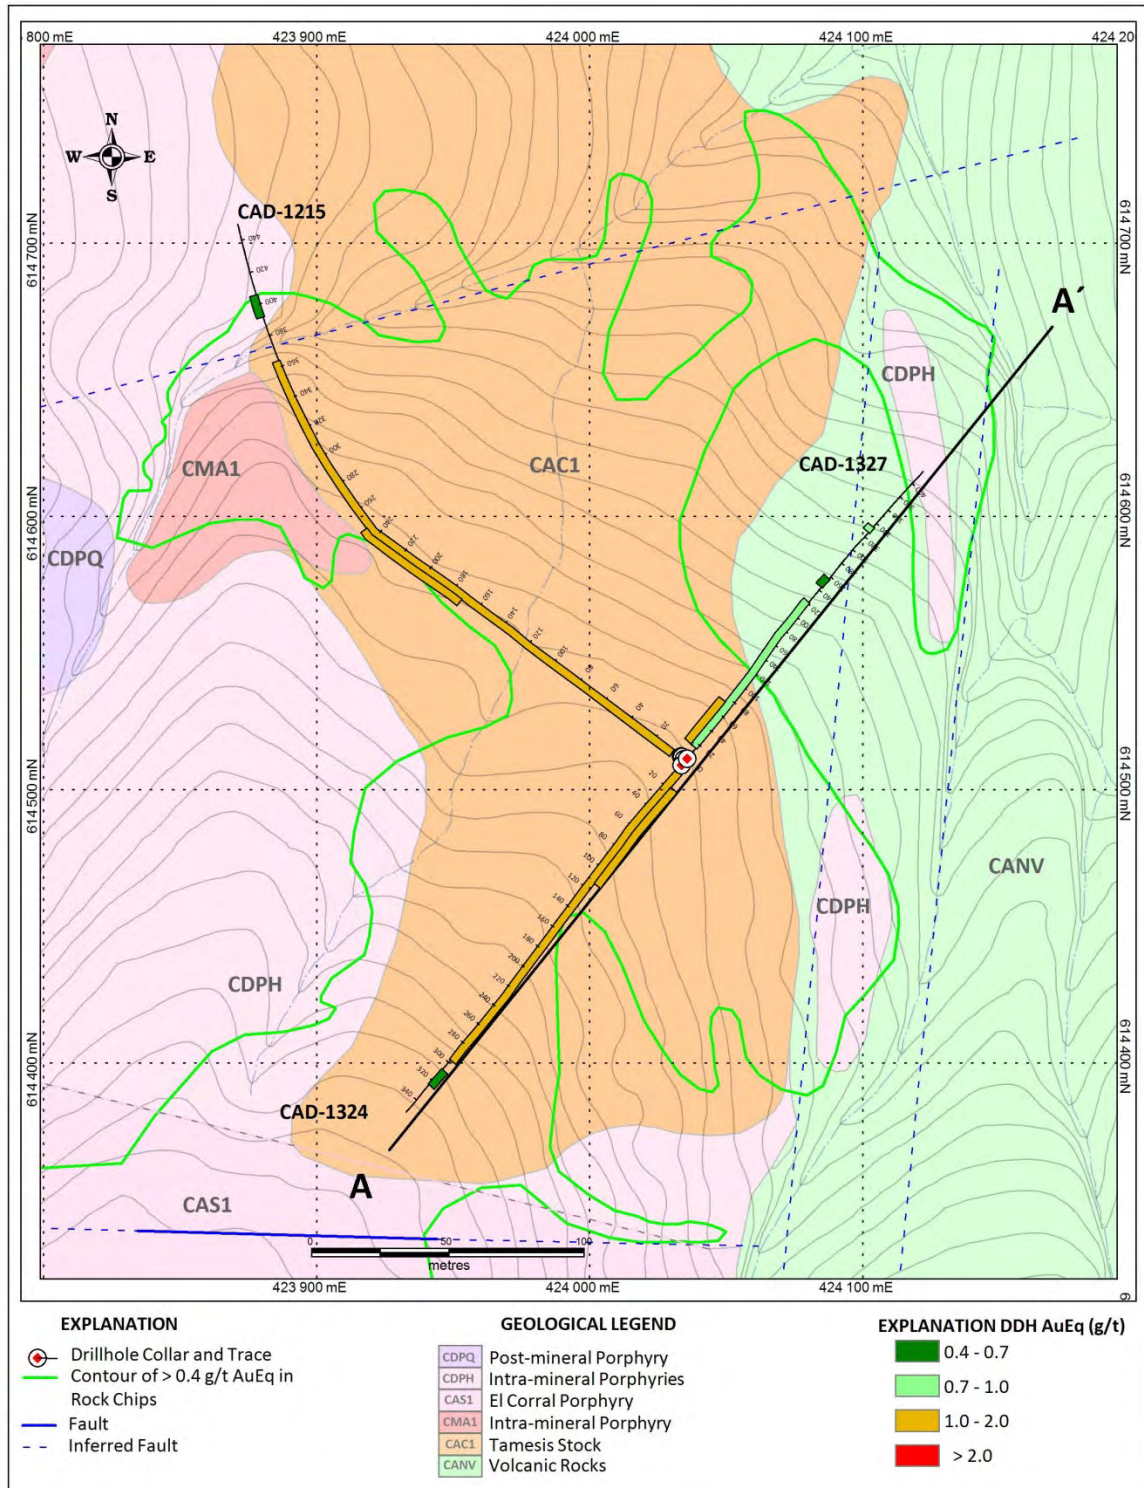 800 mE
423 900 mE
424 000 mE
424 100 mE
424 20
N
W
E
S
CAD-1215
614 700 mN
614 700 mN
A´
CDPH
CMA1
CAC1
CAD-1327
614 600 mN
614 600 mN
CDPQ
614 500 mN
614 500 mN
CANV
CDPH
CDPH
614 400 mN
614 400 mN
CAD-1324
A
CAS1
0
50
100
metres
6
423 900 mE
424 000 mE
424 100 mE
EXPLANATION
Drillhole Collar and Trace
Contour of > 0.4 g/t AuEq in
Rock Chips
Fault
Inferred Fault
GEOLOGICAL LEGEND
CDPQ Post-mineral Porphyry
CDPH Intra-mineral Porphyries
CAS1 El Corral Porphyry
CMA1 Intra-mineral Porphyry
CAC1 Tamesis Stock
CANV Volcanic Rocks
EXPLANATION DDH AuEq (g/t)
0.4 - 0.7
0.7 - 1.0
1.0 - 2.0
> 2.0